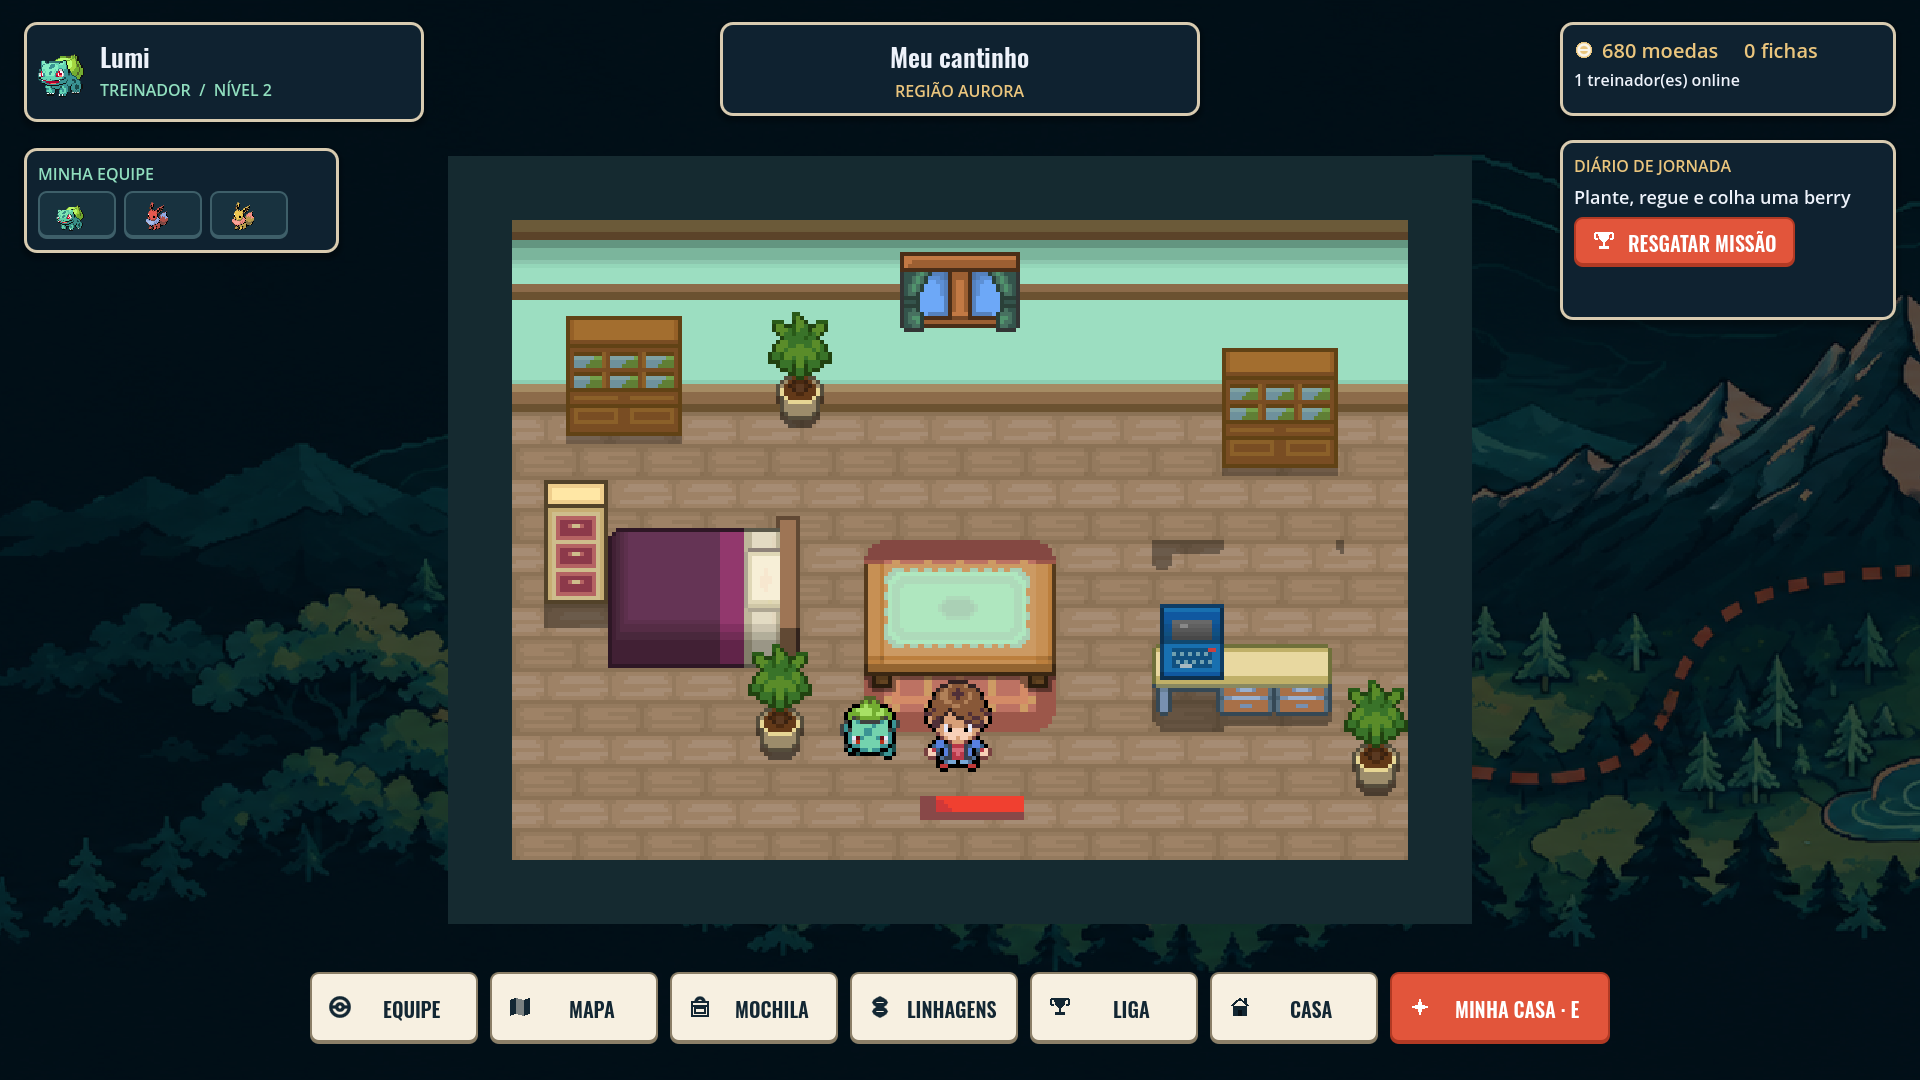 Lumi
TREINADOR / NÍVEL 2
MINHA EQUIPE
Meu cantinho
REGIÃO AURORA
680 moedas 0 fichas
1 treinador(es) online
DIÁRIO DE JORNADA
Plante, regue e colha uma berry
RESGATAR MISSÃO
EQUIPE
MAPA
MOCHILA
LINHAGENS
LIGA
CASA
MINHA CASA · E